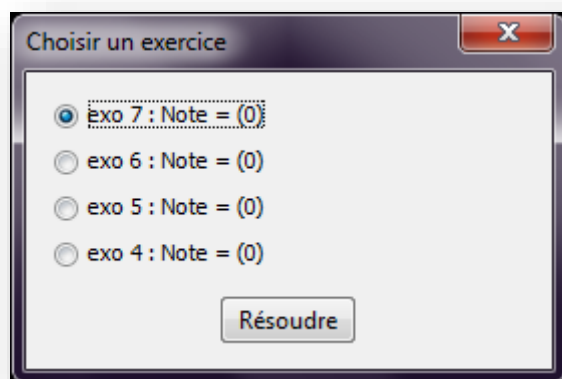 Choisir un exercice
exo 7 : Note = (0)
exo 6 : Note = (0)
exo 5 : Note = (0)
exo 4 : Note = (0)
Résoudre